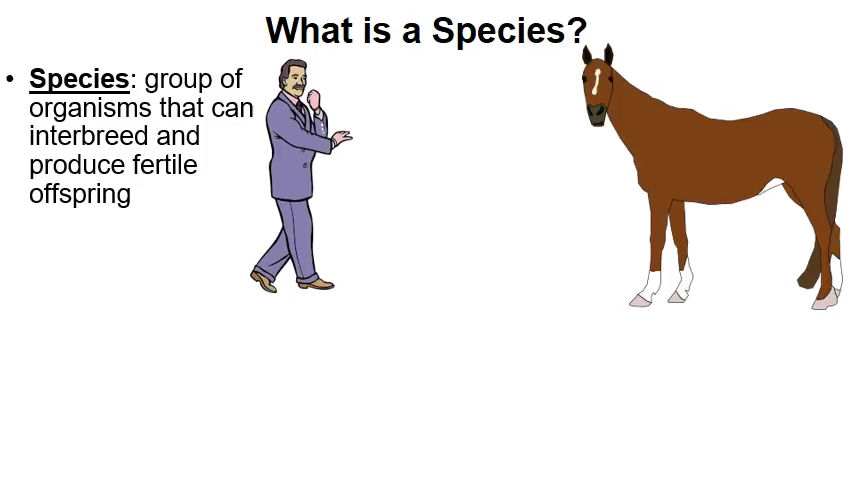 What is a Species?
• Species: group of
organisms that can
interbreed and
produce fertile
offspring